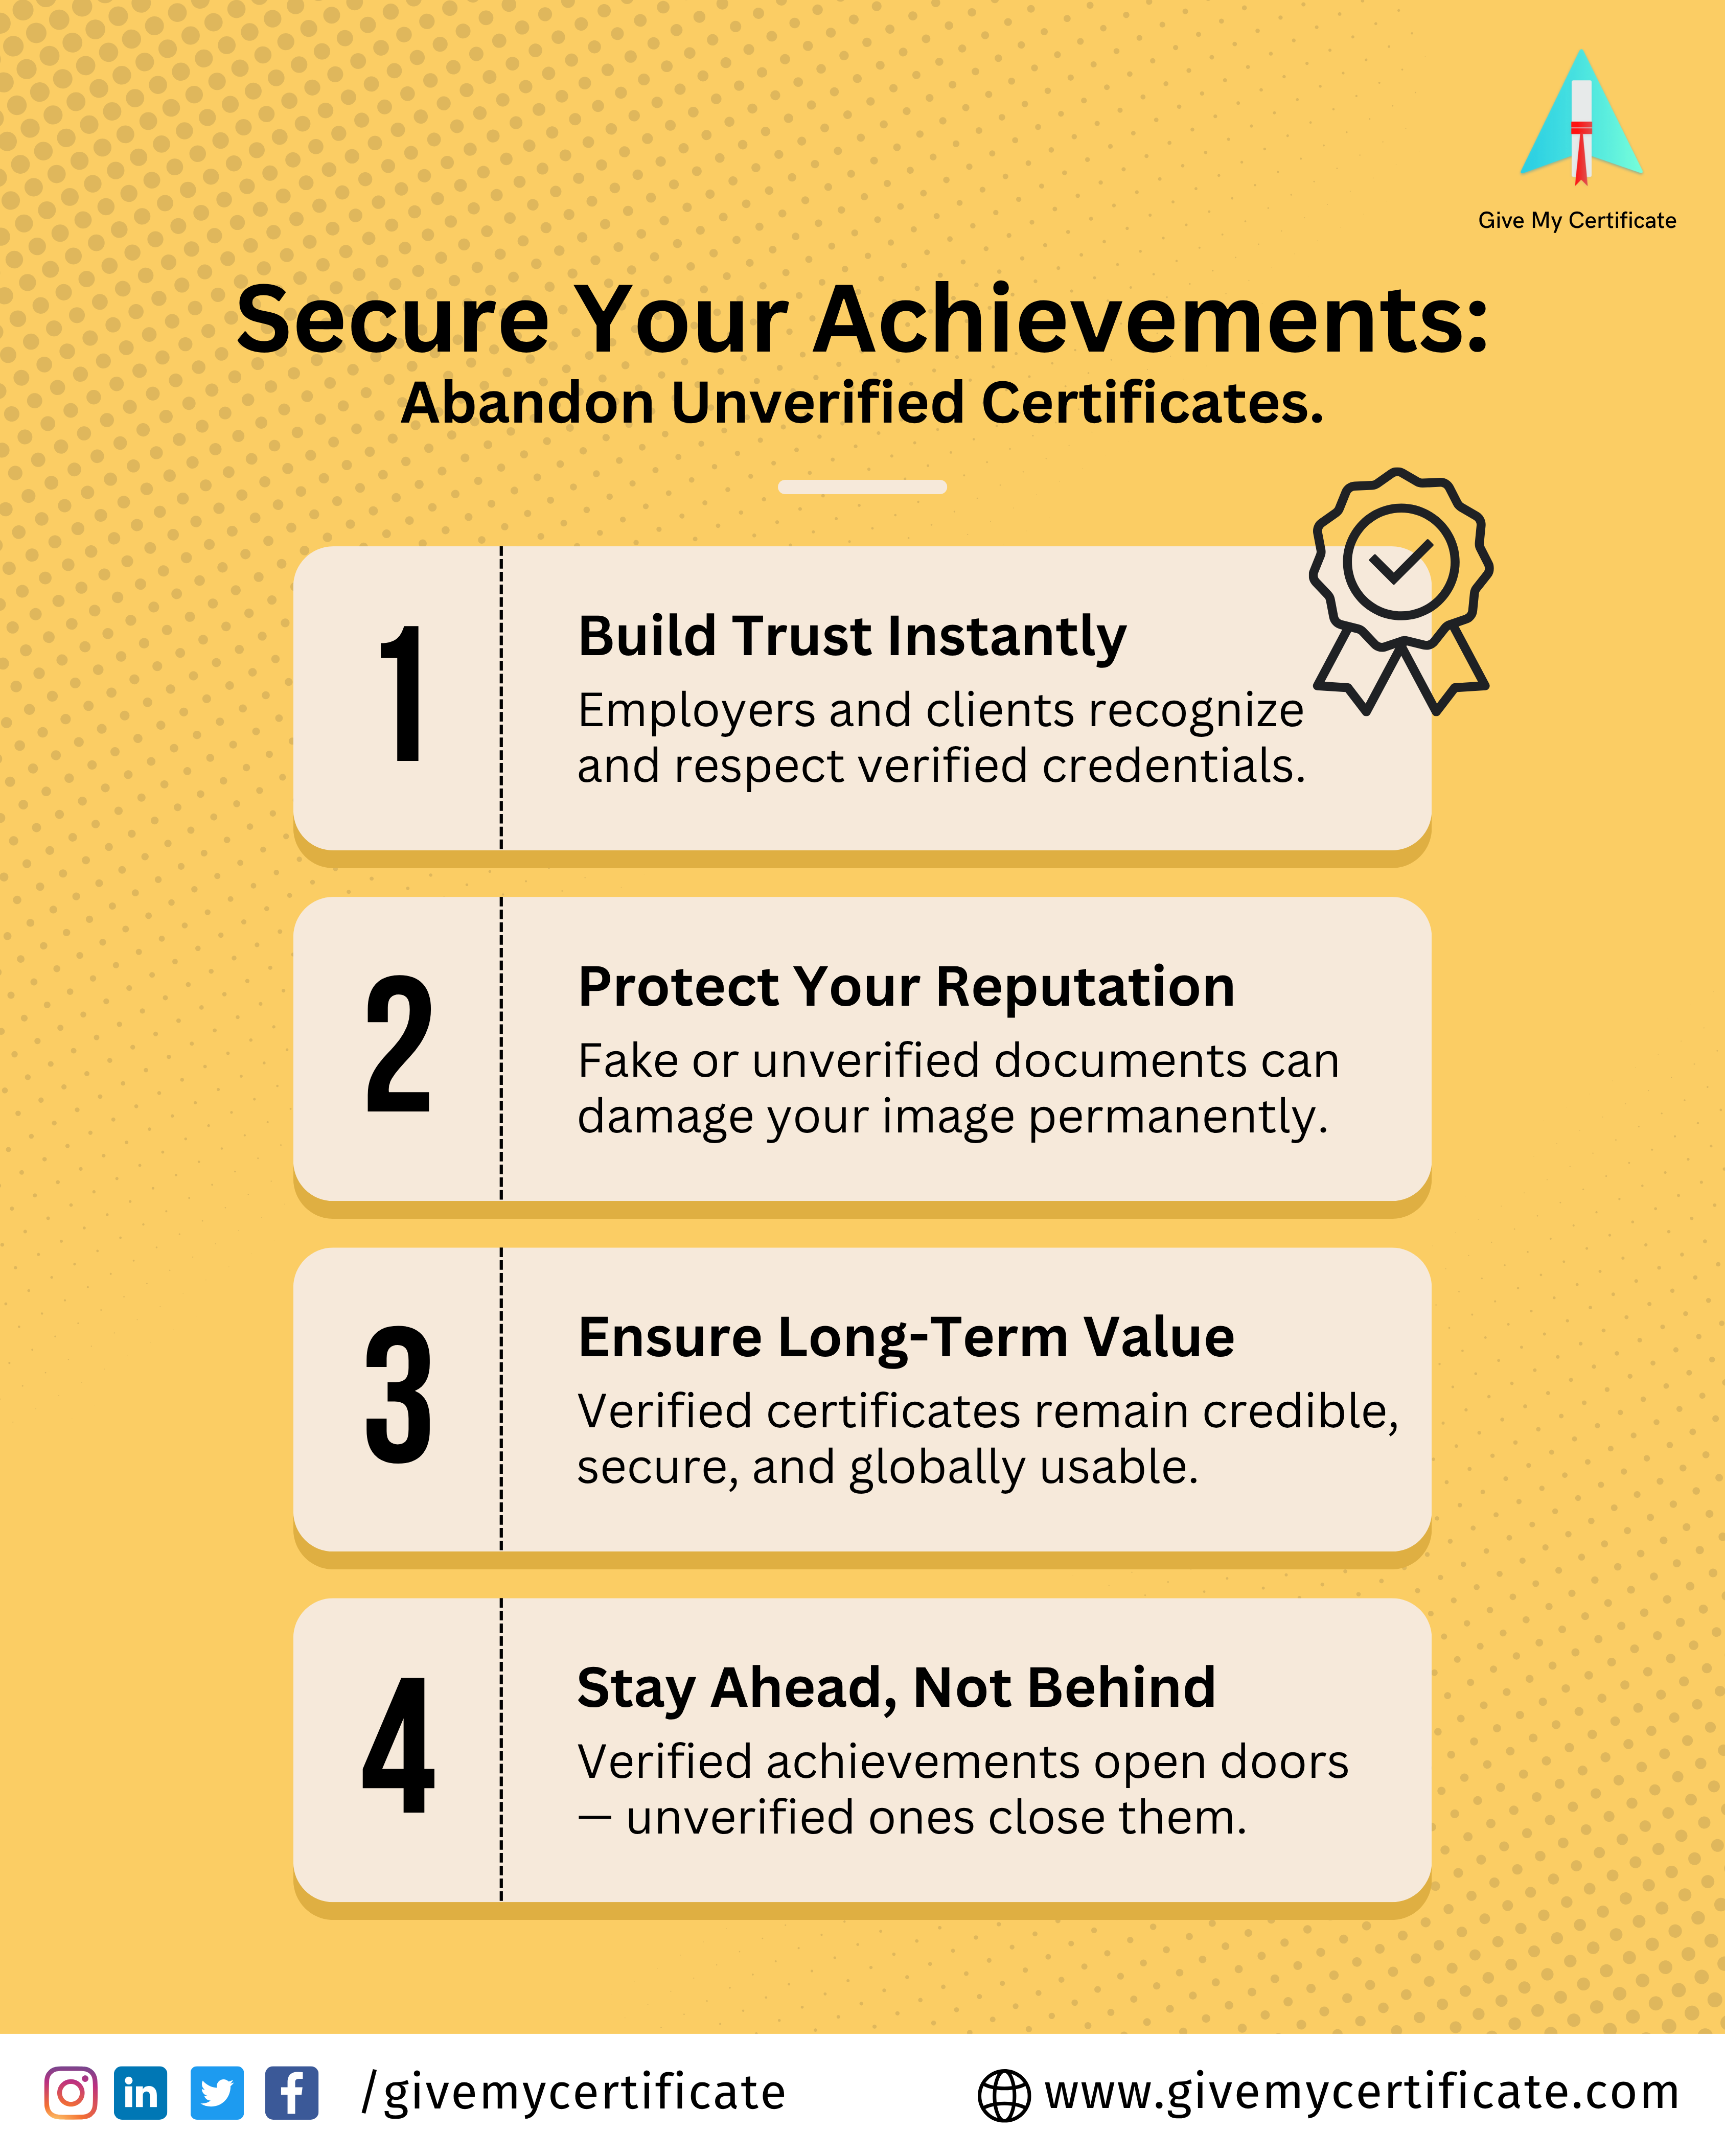 Give My Certificate
Secure Your Achievements:
Abandon Unverified Certificates.
1
Build Trust Instantly
Employers and clients recognize
and respect verified credentials.
2
Protect Your Reputation
Fake or unverified documents can
damage your image permanently.
3
Ensure Long-Term Value
Verified certificates remain credible,
secure, and globally usable.
4
Stay Ahead, Not Behind
Verified achievements open doors
— unverified ones close them.
/givemycertificate
www.givemycertificate.com